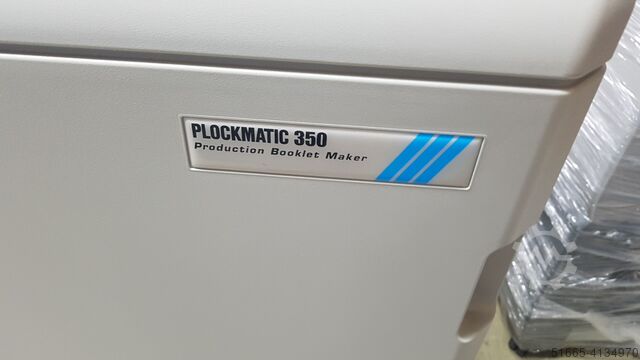 PLOCKMATIC 350
Production Booklet Maker
51665-4134970